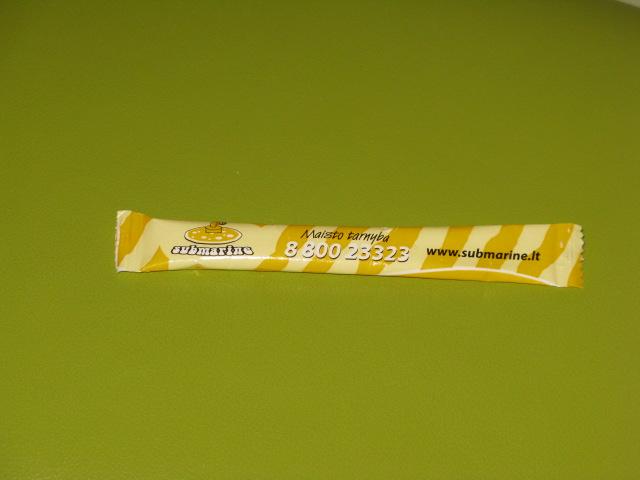 submarine
Maisto tarnyba
8 800 23323
www.submarine.lt